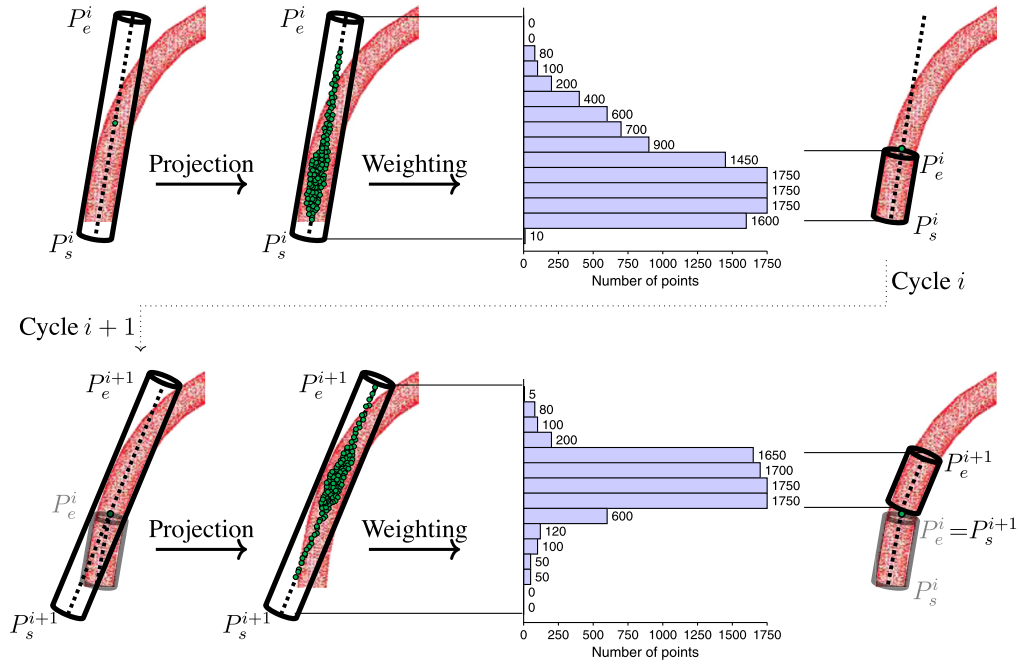 P_e^i
P_s^i
Projection
P_e^i
P_s^i
Weighting
0
0
80
100
200
400
600
700
900
1450
1750
1750
1750
1600
10
0 250 500 750 1000 1250 1500 1750
Number of points
P_e^i
P_s^i
Cycle i
Cycle i + 1
P_e^{i+1}
P_e^i
P_s^{i+1}
Projection
P_e^{i+1}
P_s^{i+1}
Weighting
5
80
100
200
1650
1700
1750
1750
600
120
100
50
50
0
0
0 250 500 750 1000 1250 1500 1750
Number of points
P_e^{i+1}
P_e^i = P_s^{i+1}
P_s^i